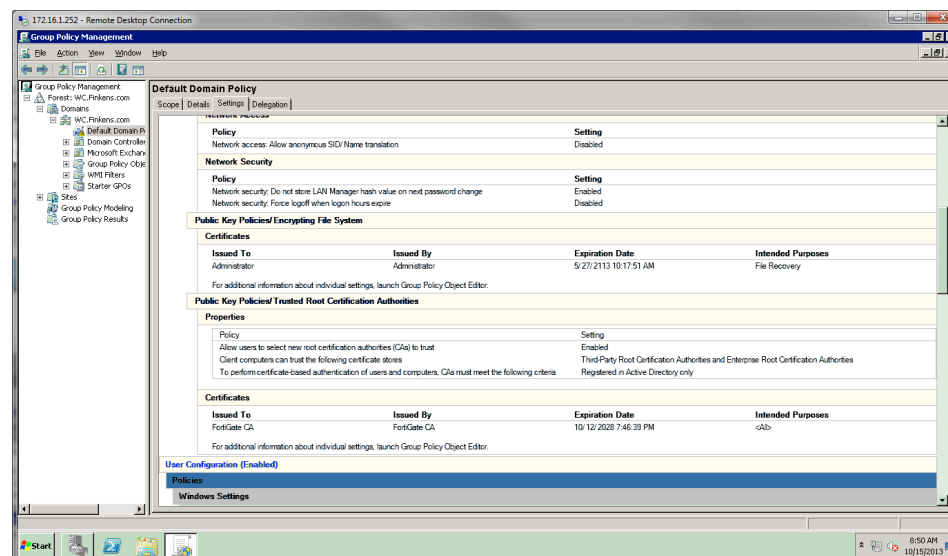 172.16.1.252 - Remote Desktop Connection
Group Policy Management
File Action View Window Help
Group Policy Management
Forest: WC.Finkens.com
Domains
WC.Finkens.com
Default Domain P
Domain Controller
Microsoft Exchan
Group Policy Obje
WMI Filters
Starter GPOs
Sites
Group Policy Modeling
Group Policy Results
Default Domain Policy
Scope Details Settings Delegation
Network Access
Policy Setting
Network access: Allow anonymous SID/Name translation Disabled
Network Security
Policy Setting
Network security: Do not store LAN Manager hash value on next password change Enabled
Network security: Force logoff when logon hours expire Disabled
Public Key Policies/Encrypting File System
Certificates
Issued To Issued By Expiration Date Intended Purposes
Administrator Administrator 5/27/2113 10:17:51 AM File Recovery
For additional information about individual settings, launch Group Policy Object Editor.
Public Key Policies/Trusted Root Certification Authorities
Properties
Policy Setting
Allow users to select new root certification authorities (CAs) to trust Enabled
Client computers can trust the following certificate stores Third-Party Root Certification Authorities and Enterprise Root Certification Authorities
To perform certificate-based authentication of users and computers, CAs must meet the following criteria Registered in Active Directory only
Certificates
Issued To Issued By Expiration Date Intended Purposes
FortiGate CA FortiGate CA 10/12/2028 7:46:39 PM <All>
For additional information about individual settings, launch Group Policy Object Editor.
User Configuration (Enabled)
Policies
Windows Settings
Start
8:50 AM
10/15/2013